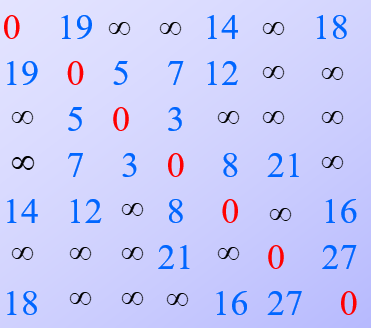 0 19 ∞ ∞ 14 ∞ 18
19 0 5 7 12 ∞ ∞
∞ 5 0 3 ∞ ∞ ∞
∞ 7 3 0 8 21 ∞
14 12 ∞ 8 0 ∞ 16
∞ ∞ ∞ 21 ∞ 0 27
18 ∞ ∞ ∞ 16 27 0